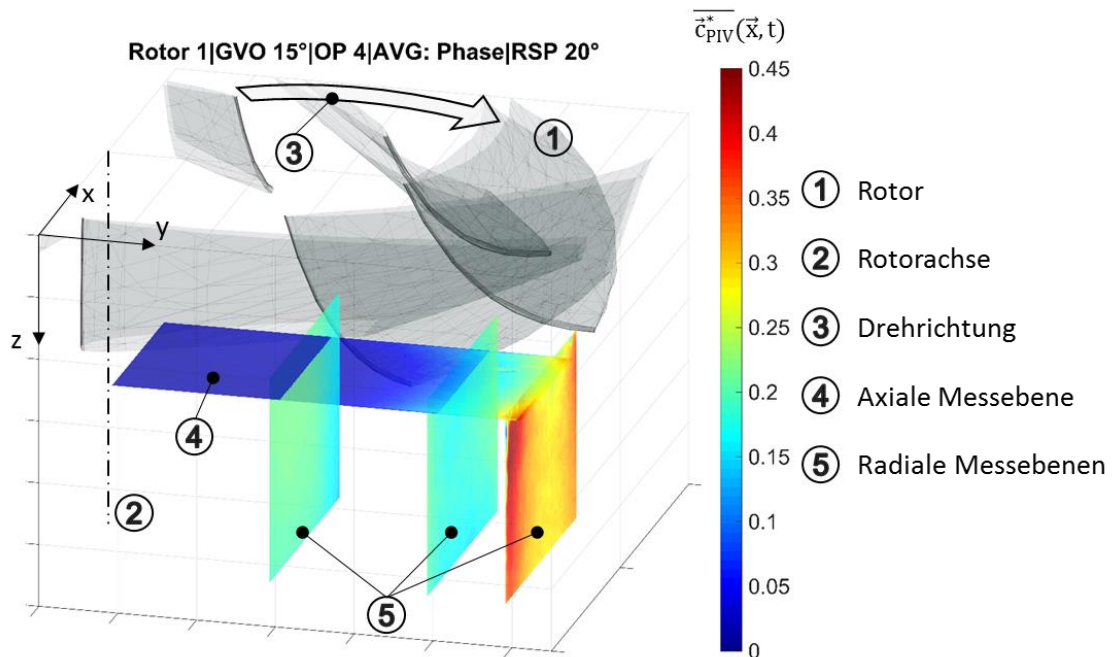 c⃗*PIV(x⃗, t)
Rotor 1|GVO 15°|OP 4|AVG: Phase|RSP 20°
0.45
0.4
0.35
0.3
0.25
0.2
0.15
0.1
0.05
0
x
y
z
1
3
4
2
5
1 Rotor
2 Rotorachse
3 Drehrichtung
4 Axiale Messebene
5 Radiale Messebenen